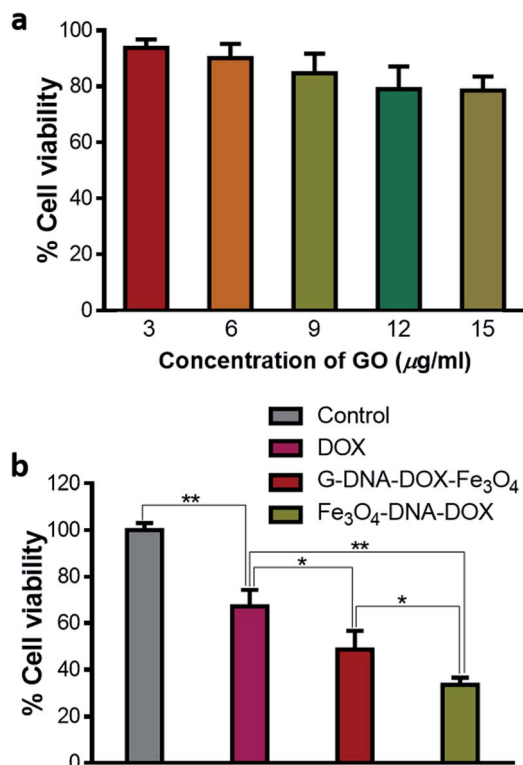 a
100
80
60
40
20
0
% Cell viability
3 6 9 12 15
Concentration of GO (μg/ml)
Control
DOX
G-DNA-DOX-Fe₃O₄
Fe₃O₄-DNA-DOX
b
120
100
80
60
40
20
0
% Cell viability
**
**
*
*